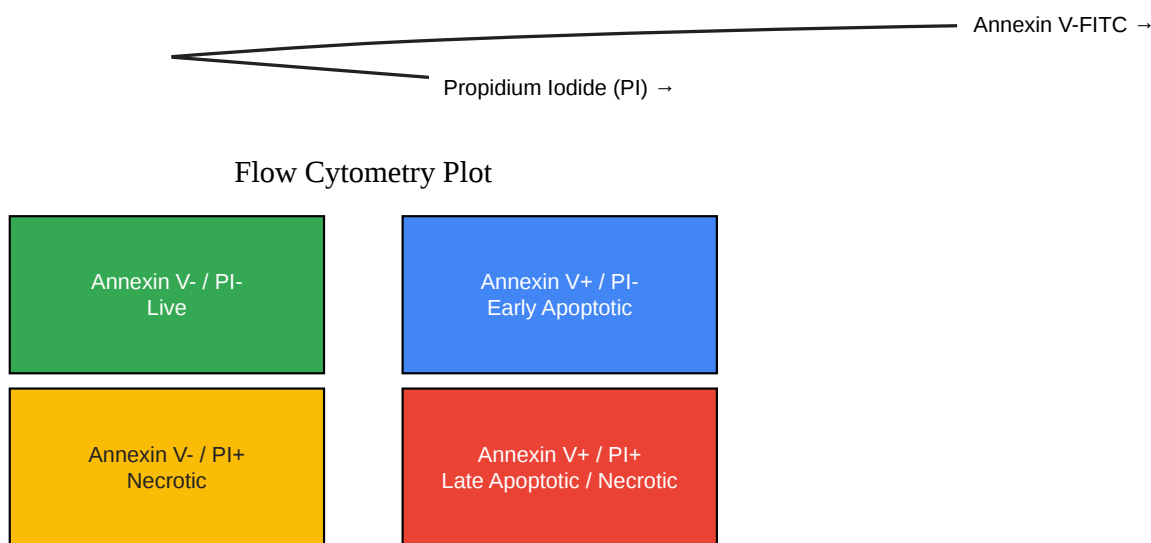 Annexin V-FITC →
Propidium Iodide (PI) →
Flow Cytometry Plot
Annexin V- / PI-
Live
Annexin V+ / PI-
Early Apoptotic
Annexin V- / PI+
Necrotic
Annexin V+ / PI+
Late Apoptotic / Necrotic